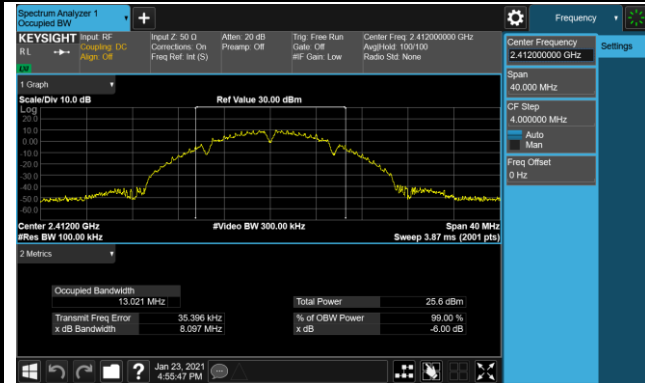 Spectrum Analyzer 1
Occupied BW
Frequency
KEYSIGHT
RL
Input: RF
Coupling: DC
Align: Off
Input Z: 50 Ω
Corrections: On
Freq Ref: Int (S)
Atten: 20 dB
Preamp: Off
Trig: Free Run
Gate: Off
#IF Gain: Low
Center Freq: 2.412000000 GHz
Avg|Hold: 100/100
Radio Std: None
Center Frequency
2.412000000 GHz
Settings
Span
40.000 MHz
CF Step
4.000000 MHz
Auto
Man
Freq Offset
0 Hz
1 Graph
Scale/Div 10.0 dB
Ref Value 30.00 dBm
Log
20.0
10.0
0.00
-10.0
-20.0
-30.0
-40.0
-50.0
-60.0
Center 2.41200 GHz
#Video BW 300.00 kHz
Span 40 MHz
#Res BW 100.00 kHz
Sweep 3.87 ms (2001 pts)
2 Metrics
Occupied Bandwidth
13.021 MHz
Total Power
25.6 dBm
Transmit Freq Error
35.396 kHz
% of OBW Power
99.00 %
x dB Bandwidth
8.097 MHz
x dB
-6.00 dB
?
Jan 23, 2021
4:55:47 PM